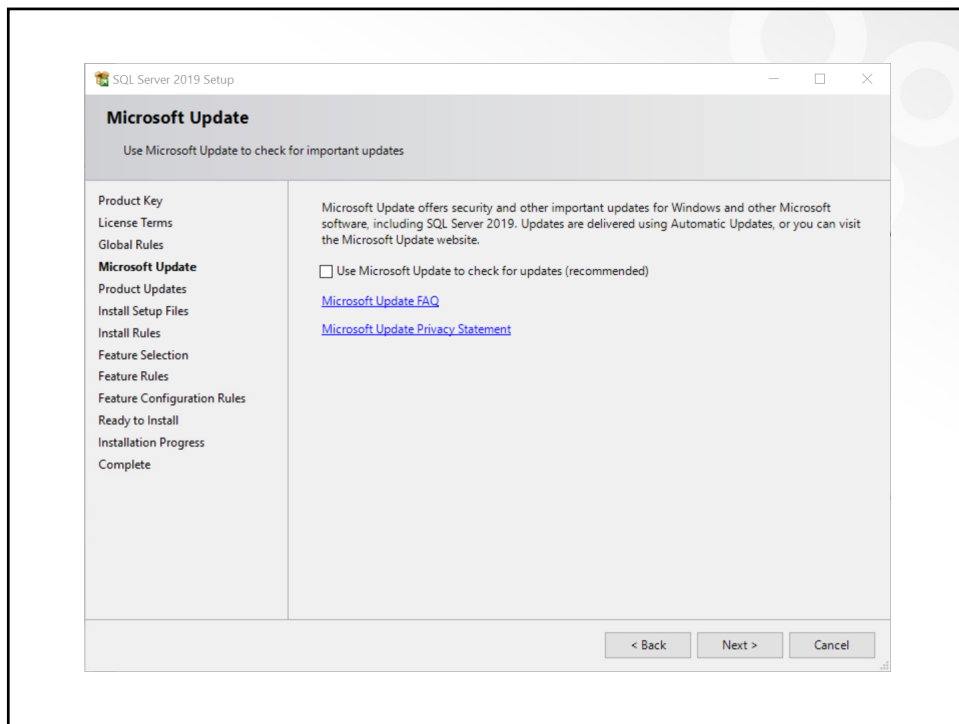 SQL Server 2019 Setup
Microsoft Update
Use Microsoft Update to check for important updates
Product Key
License Terms
Global Rules
Microsoft Update
Product Updates
Install Setup Files
Install Rules
Feature Selection
Feature Rules
Feature Configuration Rules
Ready to Install
Installation Progress
Complete
Microsoft Update offers security and other important updates for Windows and other Microsoft
software, including SQL Server 2019. Updates are delivered using Automatic Updates, or you can visit
the Microsoft Update website.
Use Microsoft Update to check for updates (recommended)
Microsoft Update FAQ
Microsoft Update Privacy Statement
< Back
Next >
Cancel